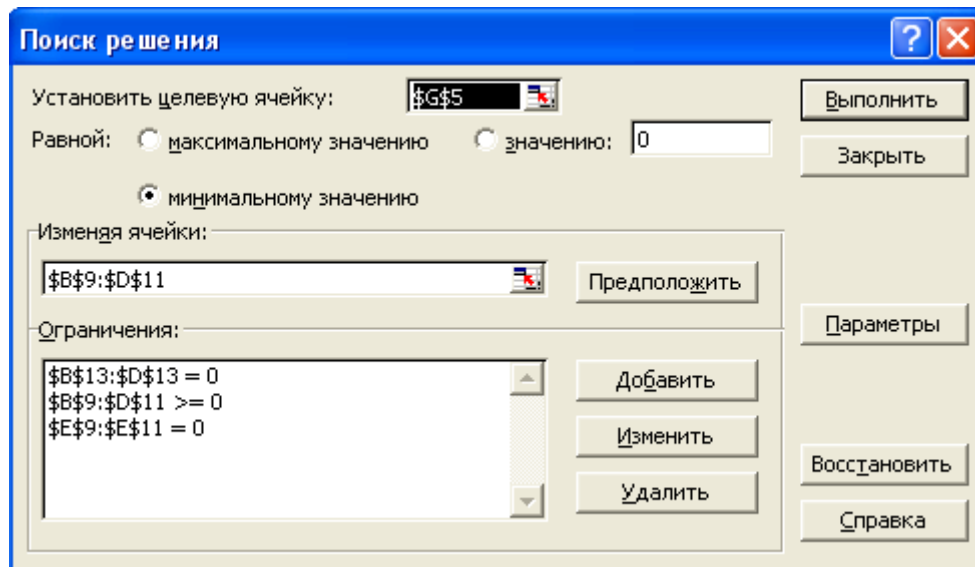 Поиск решения
Установить целевую ячейку: $G$5
Выполнить
Равной: максимальному значению значению: 0
Закрыть
минимальному значению
Изменяя ячейки:
$B$9:$D$11
Предположить
Ограничения:
Параметры
$B$13:$D$13 = 0
$B$9:$D$11 >= 0
$E$9:$E$11 = 0
Добавить
Изменить
Удалить
Восстановить
Справка